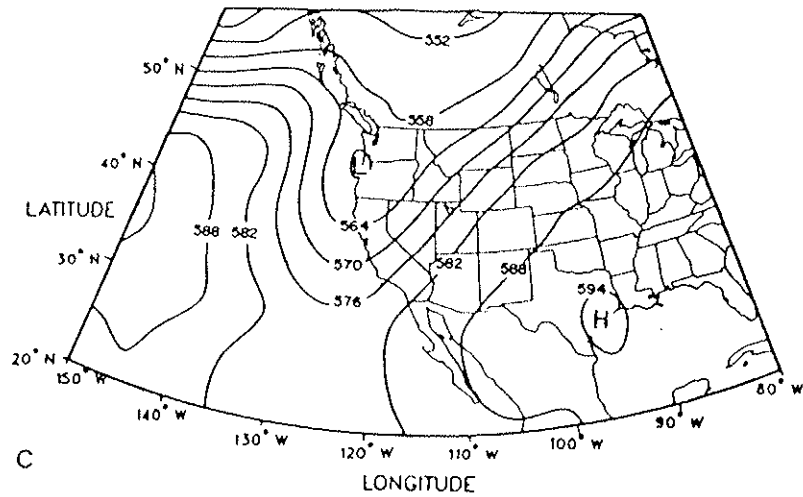 552
50° N
558
L
40° N
LATITUDE
588 582
564
30° N
570
582 588
576
594
H
20° N
150° W
80° W
140° W
90° W
130° W
100° W
120° W
110° W
C
LONGITUDE